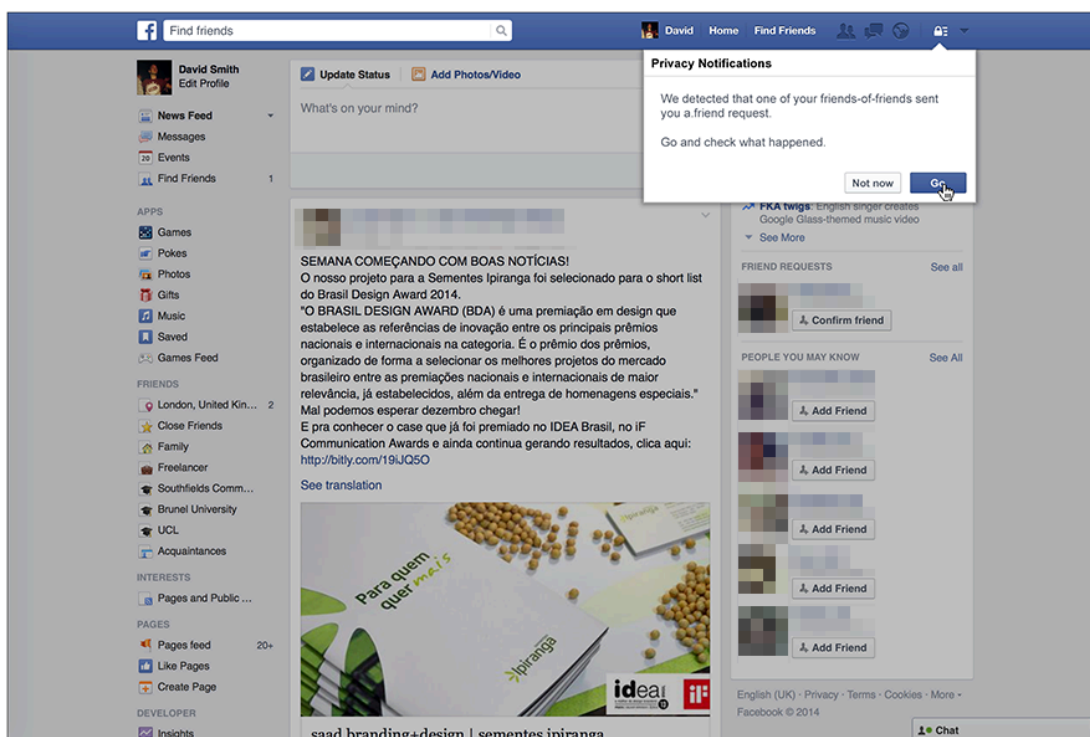 Find friends
David Home Find Friends
Privacy Notifications
We detected that one of your friends-of-friends sent
you a.friend request.
Go and check what happened.
Not now
Go
David Smith
Edit Profile
News Feed
Messages
20 Events
Find Friends 1
APPS
Games
Pokes
Photos
Gifts
Music
Saved
Games Feed
FRIENDS
London, United Kin... 2
Close Friends
Family
Freelancer
Southfields Comm...
Brunel University
UCL
Acquaintances
INTERESTS
Pages and Public ...
PAGES
Pages feed 20+
Like Pages
Create Page
DEVELOPER
Insights
Update Status Add Photos/Video
What's on your mind?
SEMANA COMEÇANDO COM BOAS NOTÍCIAS!
O nosso projeto para a Sementes Ipiranga foi selecionado para o short list
do Brasil Design Award 2014.
"O BRASIL DESIGN AWARD (BDA) é uma premiação em design que
estabelece as referências de inovação entre os principais prêmios
nacionais e internacionais na categoria. É o prêmio dos prêmios,
organizado de forma a selecionar os melhores projetos do mercado
brasileiro entre as premiações nacionais e internacionais de maior
relevância, já estabelecidos, além da entrega de homenagens especiais."
Mal podemos esperar dezembro chegar!
E pra conhecer o case que já foi premiado no IDEA Brasil, no iF
Communication Awards e ainda continua gerando resultados, clica aqui:
http://bitly.com/19iJQ5O
See translation
Para quem
quer mais
Ipiranga
Ipiranga
idea
iF
saad branding+design | sementes ipiranga
FKA twigs: English singer creates
Google Glass-themed music video
See More
FRIEND REQUESTS See all
Confirm friend
PEOPLE YOU MAY KNOW See All
Add Friend
Add Friend
Add Friend
Add Friend
Add Friend
English (UK) · Privacy · Terms · Cookies · More
Facebook © 2014
Chat